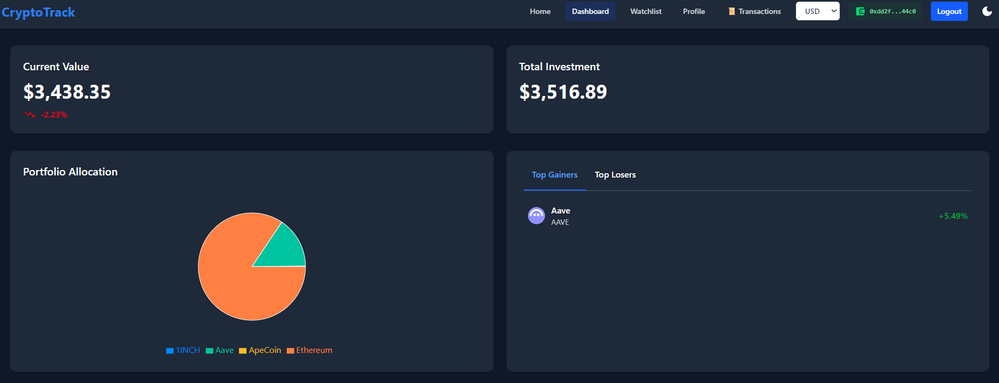 CryptoTrack
Home
Dashboard
Watchlist
Profile
Transactions
USD
0xdd2f...44c0
Logout
Current Value
$3,438.35
-2.23%
Total Investment
$3,516.89
Portfolio Allocation
1INCH Aave ApeCoin Ethereum
Top Gainers
Top Losers
Aave
AAVE
+5.49%